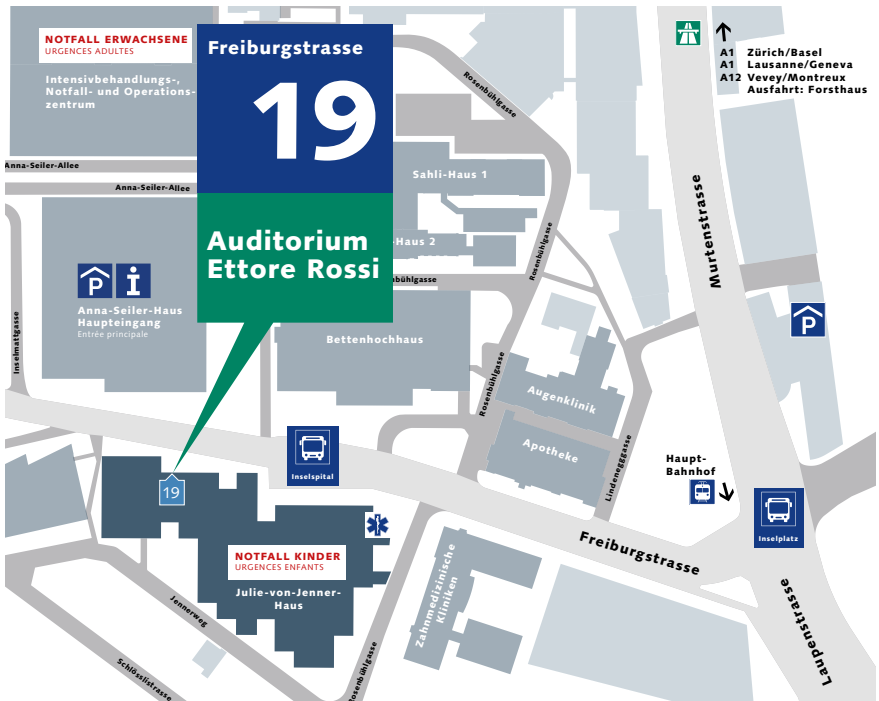 NOTFALL ERWACHSENE
URGENCES ADULTES
Intensivbehandlungs-,
Notfall- und Operations-
zentrum
Freiburgstrasse
19
Auditorium
Ettore Rossi
A1 Zürich/Basel
A1 Lausanne/Geneva
A12 Vevey/Montreux
Ausfahrt: Forsthaus
Rosenbühlgasse
Anna-Seiler-Allee
Anna-Seiler-Allee
Sahli-Haus 1
-Haus 2
Rosenbühlgasse
nbühlgasse
Murtenstrasse
P i
Anna-Seiler-Haus
Haupteingang
Entrée principale
Inselmattgasse
Bettenhochhaus
P
Rosenbühlgasse
Augenklinik
Apotheke
Lindenegggasse
Haupt-
Bahnhof
Inselspital
19
Inselplatz
Freiburgstrasse
NOTFALL KINDER
URGENCES ENFANTS
Julie-von-Jenner-
Haus
Zahnmedizinische
Kliniken
Jennerweg
Schlösslistrasse
Rosenbühlgasse
Laupenstrasse